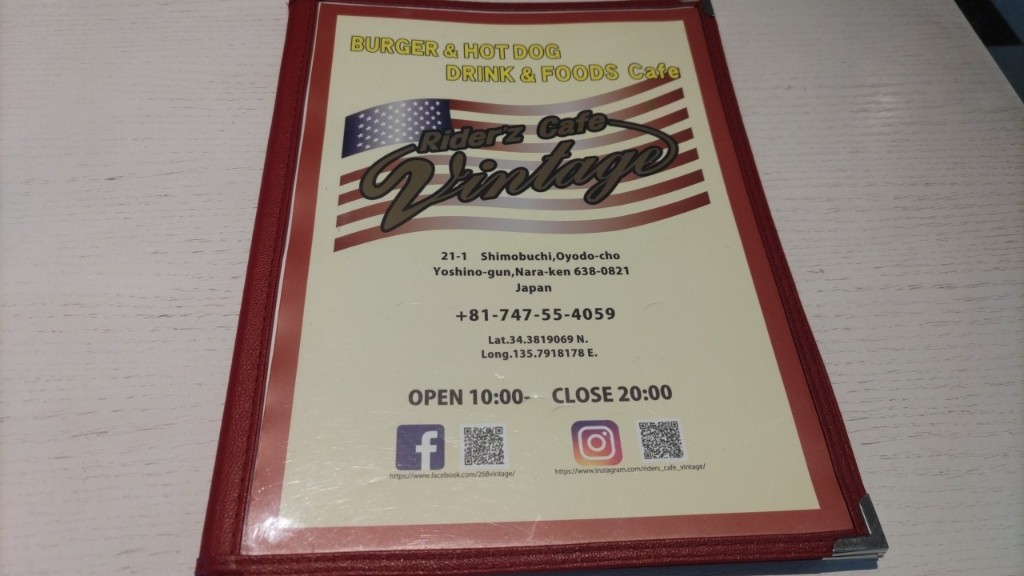 BURGER & HOT DOG
DRINK & FOODS Cafe
Rider'z Cafe
Vintage
21-1 Shimobuchi,Oyodo-cho
Yoshino-gun,Nara-ken 638-0821
Japan
+81-747-55-4059
Lat.34.3819069 N.
Long.135.7918178 E.
OPEN 10:00- CLOSE 20:00
https://www.facebook.com/268vintage/
https://www.instagram.com/riders_cafe_vintage/